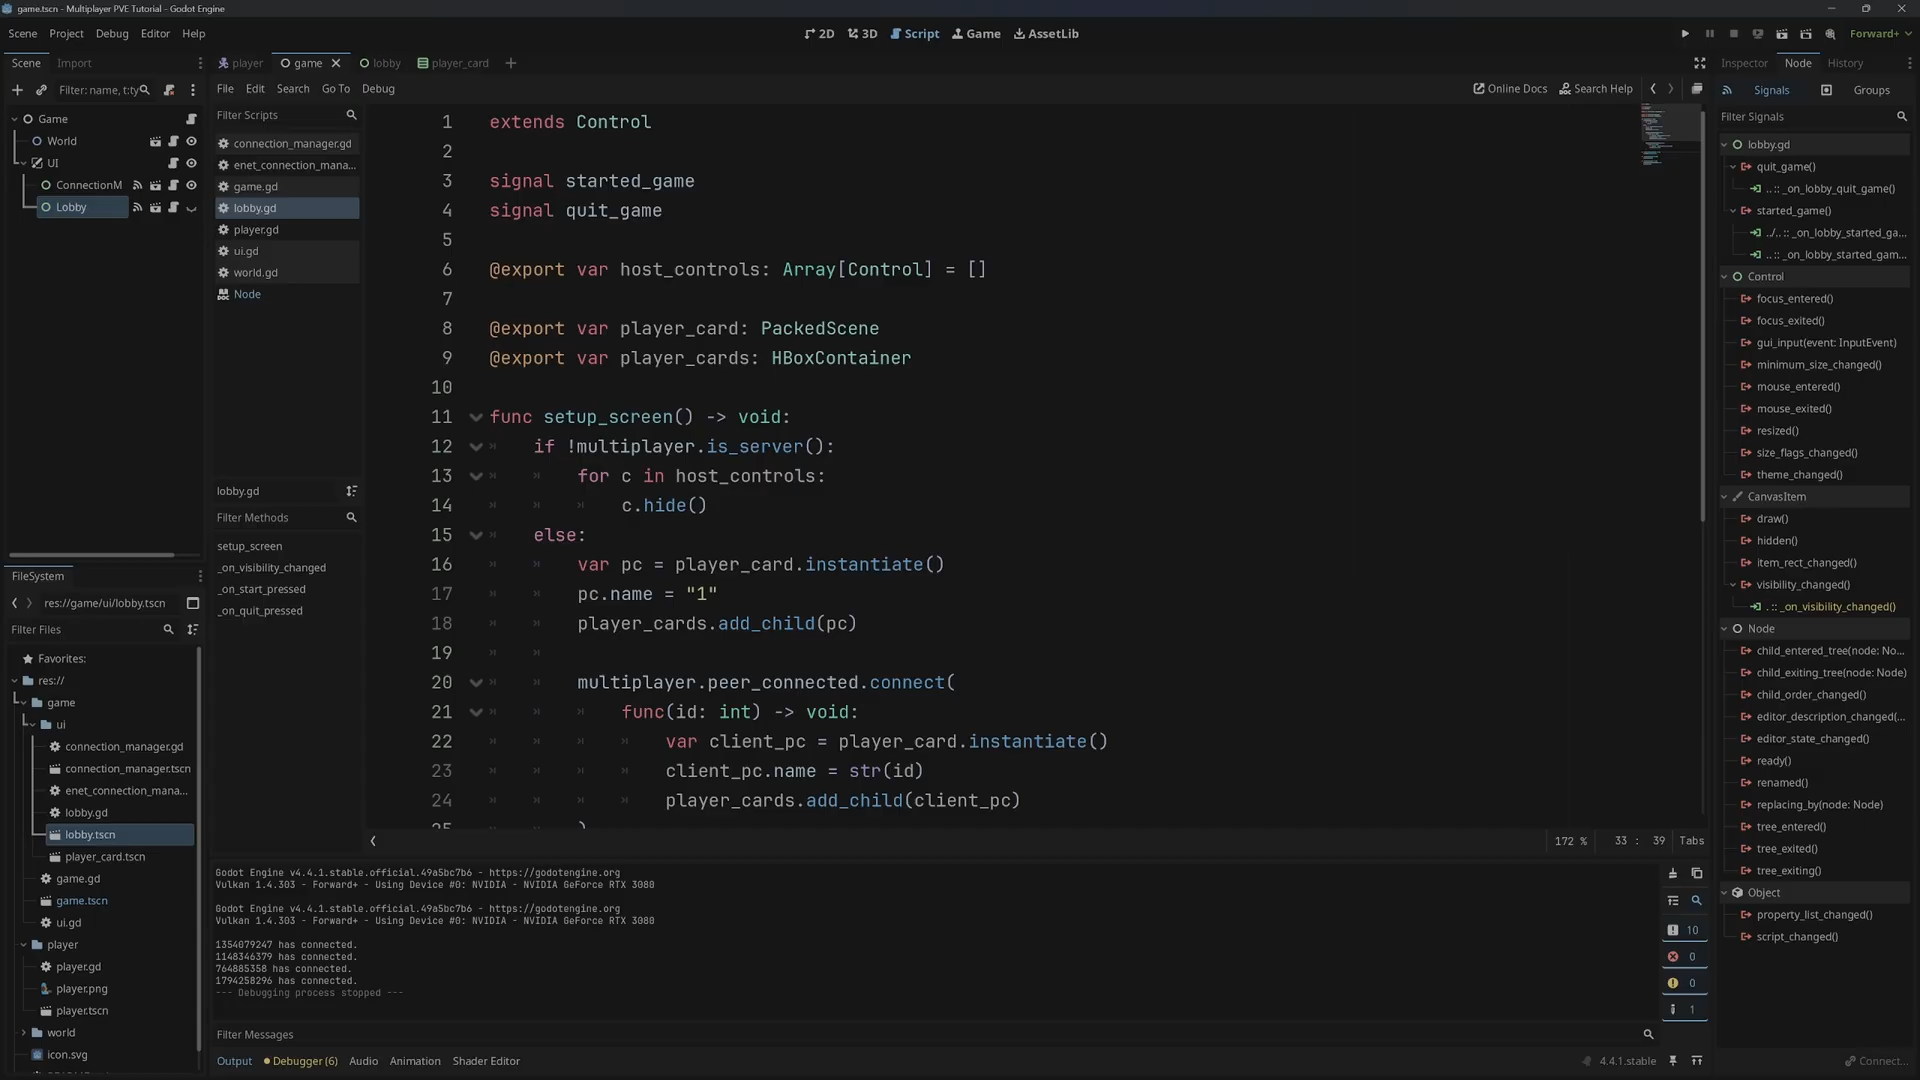 game.tscn - Multiplayer PVE Tutorial - Godot Engine
Scene Project Debug Editor Help
2D 3D Script Game AssetLib
Forward+
Scene Import
player game lobby player_card
Inspector Node History
Filter: name, t:ty
File Edit Search Go To Debug
Online Docs Search Help
Signals Groups
Game
World
UI
ConnectionM
Lobby
Filter Scripts
connection_manager.gd
enet_connection_mana...
game.gd
lobby.gd
player.gd
ui.gd
world.gd
Node
lobby.gd
Filter Methods
setup_screen
_on_visibility_changed
_on_start_pressed
_on_quit_pressed
1 extends Control
2
3 signal started_game
4 signal quit_game
5
6 @export var host_controls: Array[Control] = []
7
8 @export var player_card: PackedScene
9 @export var player_cards: HBoxContainer
10
11 func setup_screen() -> void:
12 if !multiplayer.is_server():
13 for c in host_controls:
14 c.hide()
15 else:
16 var pc = player_card.instantiate()
17 pc.name = "1"
18 player_cards.add_child(pc)
19
20 multiplayer.peer_connected.connect(
21 func(id: int) -> void:
22 var client_pc = player_card.instantiate()
23 client_pc.name = str(id)
24 player_cards.add_child(client_pc)
25 )
172 % 33 : 39 Tabs
FileSystem
res://game/ui/lobby.tscn
Filter Files
Favorites:
res://
game
ui
connection_manager.gd
connection_manager.tscn
enet_connection_mana...
lobby.gd
lobby.tscn
player_card.tscn
game.gd
game.tscn
ui.gd
player
player.gd
player.png
player.tscn
world
icon.svg
Godot Engine v4.4.1.stable.official.49a5bc7b6 - https://godotengine.org
Vulkan 1.4.303 - Forward+ - Using Device #0: NVIDIA - NVIDIA GeForce RTX 3080
Godot Engine v4.4.1.stable.official.49a5bc7b6 - https://godotengine.org
Vulkan 1.4.303 - Forward+ - Using Device #0: NVIDIA - NVIDIA GeForce RTX 3080
1354079247 has connected.
1148346379 has connected.
764885358 has connected.
1794258296 has connected.
--- Debugging process stopped ---
10
0
0
1
Filter Messages
Output Debugger (6) Audio Animation Shader Editor
4.4.1.stable
Filter Signals
lobby.gd
quit_game()
.. :: _on_lobby_quit_game()
started_game()
../.. :: _on_lobby_started_ga...
.. :: _on_lobby_started_gam...
Control
focus_entered()
focus_exited()
gui_input(event: InputEvent)
minimum_size_changed()
mouse_entered()
mouse_exited()
resized()
size_flags_changed()
theme_changed()
CanvasItem
draw()
hidden()
item_rect_changed()
visibility_changed()
. :: _on_visibility_changed()
Node
child_entered_tree(node: No...
child_exiting_tree(node: Node)
child_order_changed()
editor_description_changed(...
editor_state_changed()
ready()
renamed()
replacing_by(node: Node)
tree_entered()
tree_exited()
tree_exiting()
Object
property_list_changed()
script_changed()
Connect...